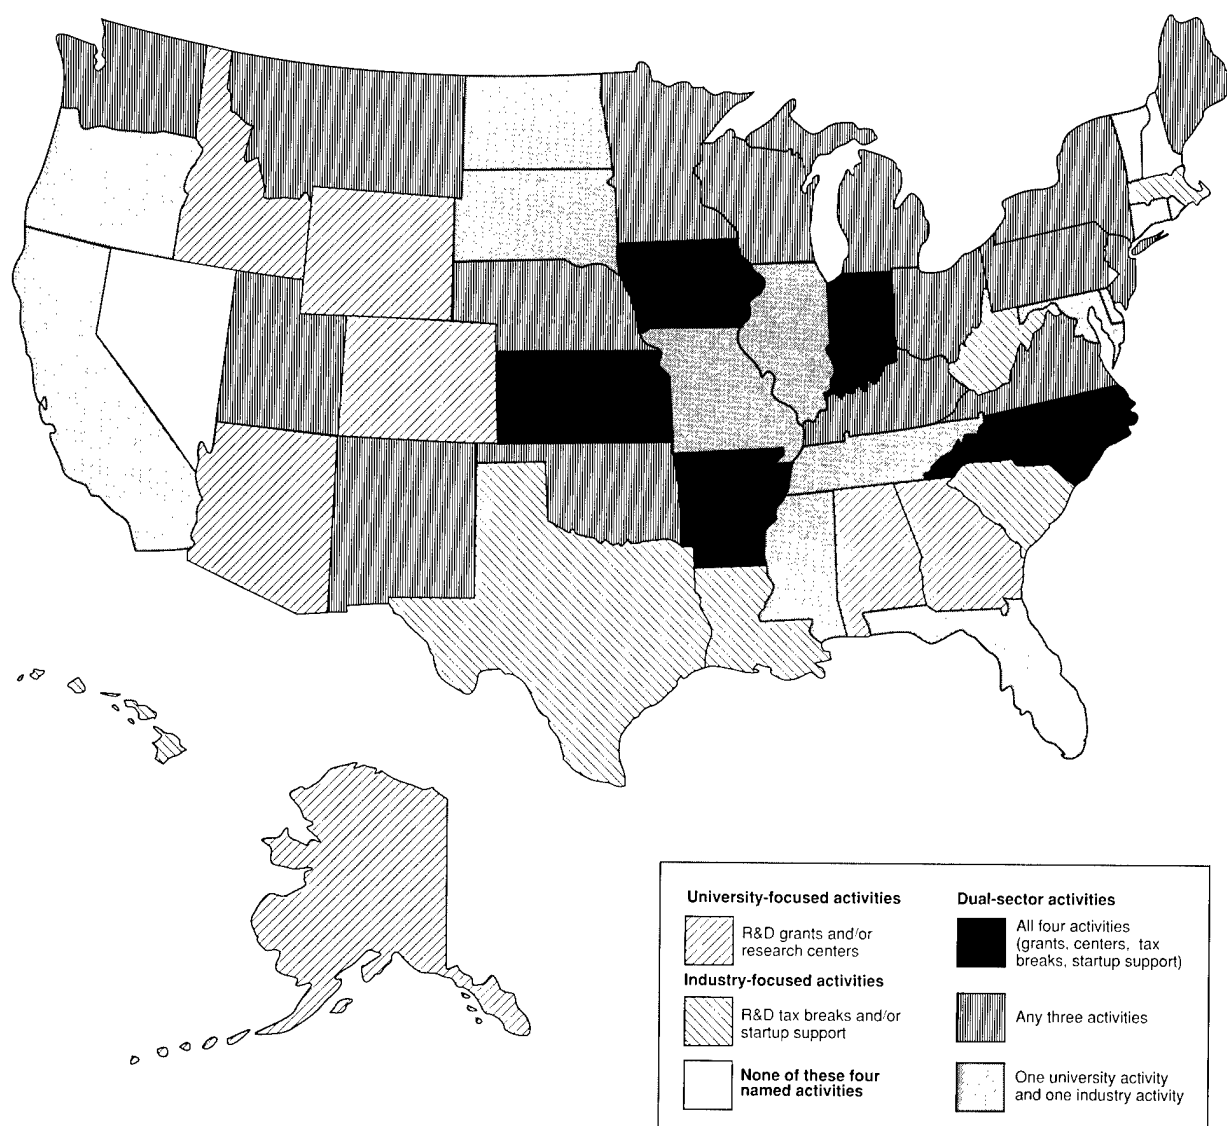 University-focused activities
R&D grants and/or
research centers
Industry-focused activities
R&D tax breaks and/or
startup support
None of these four
named activities
Dual-sector activities
All four activities
(grants, centers, tax
breaks, startup support)
Any three activities
One university activity
and one industry activity